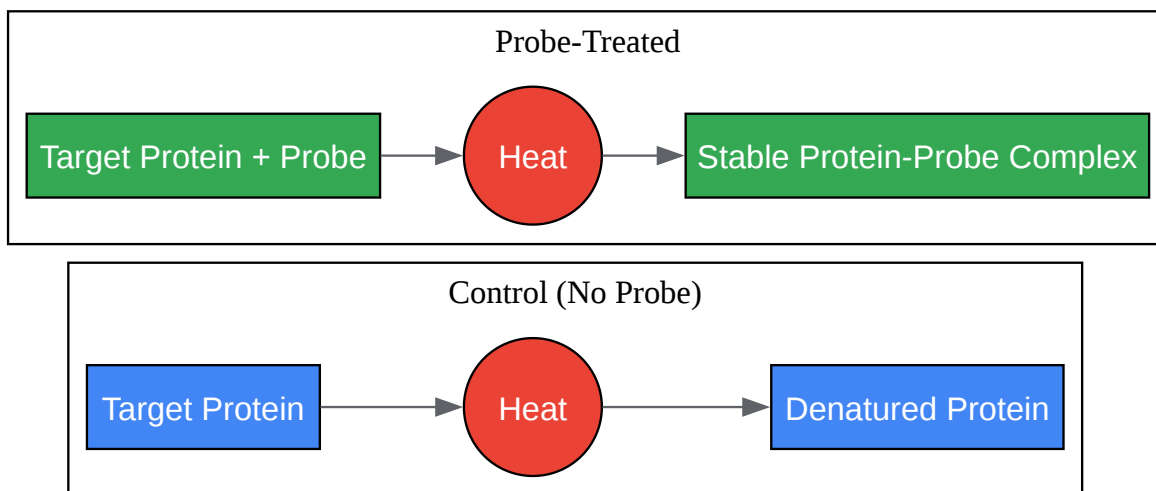 Probe-Treated
Target Protein + Probe
Heat
Stable Protein-Probe Complex
Control (No Probe)
Target Protein
Heat
Denatured Protein